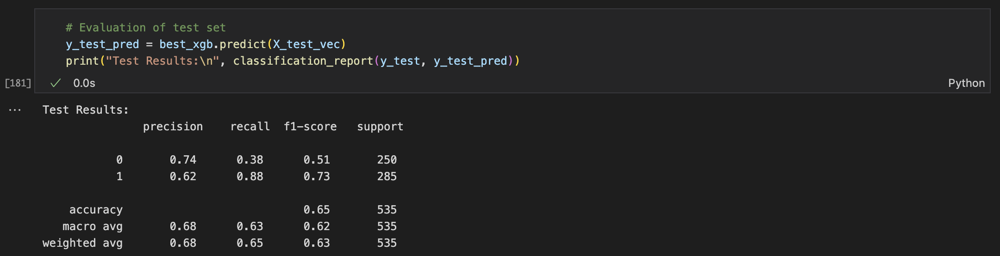 # Evaluation of test set
y_test_pred = best_xgb.predict(X_test_vec)
print("Test Results:\n", classification_report(y_test, y_test_pred))
[181] ✓ 0.0s Python
... Test Results:
precision recall f1-score support
0 0.74 0.38 0.51 250
1 0.62 0.88 0.73 285
accuracy 0.65 535
macro avg 0.68 0.63 0.62 535
weighted avg 0.68 0.65 0.63 535